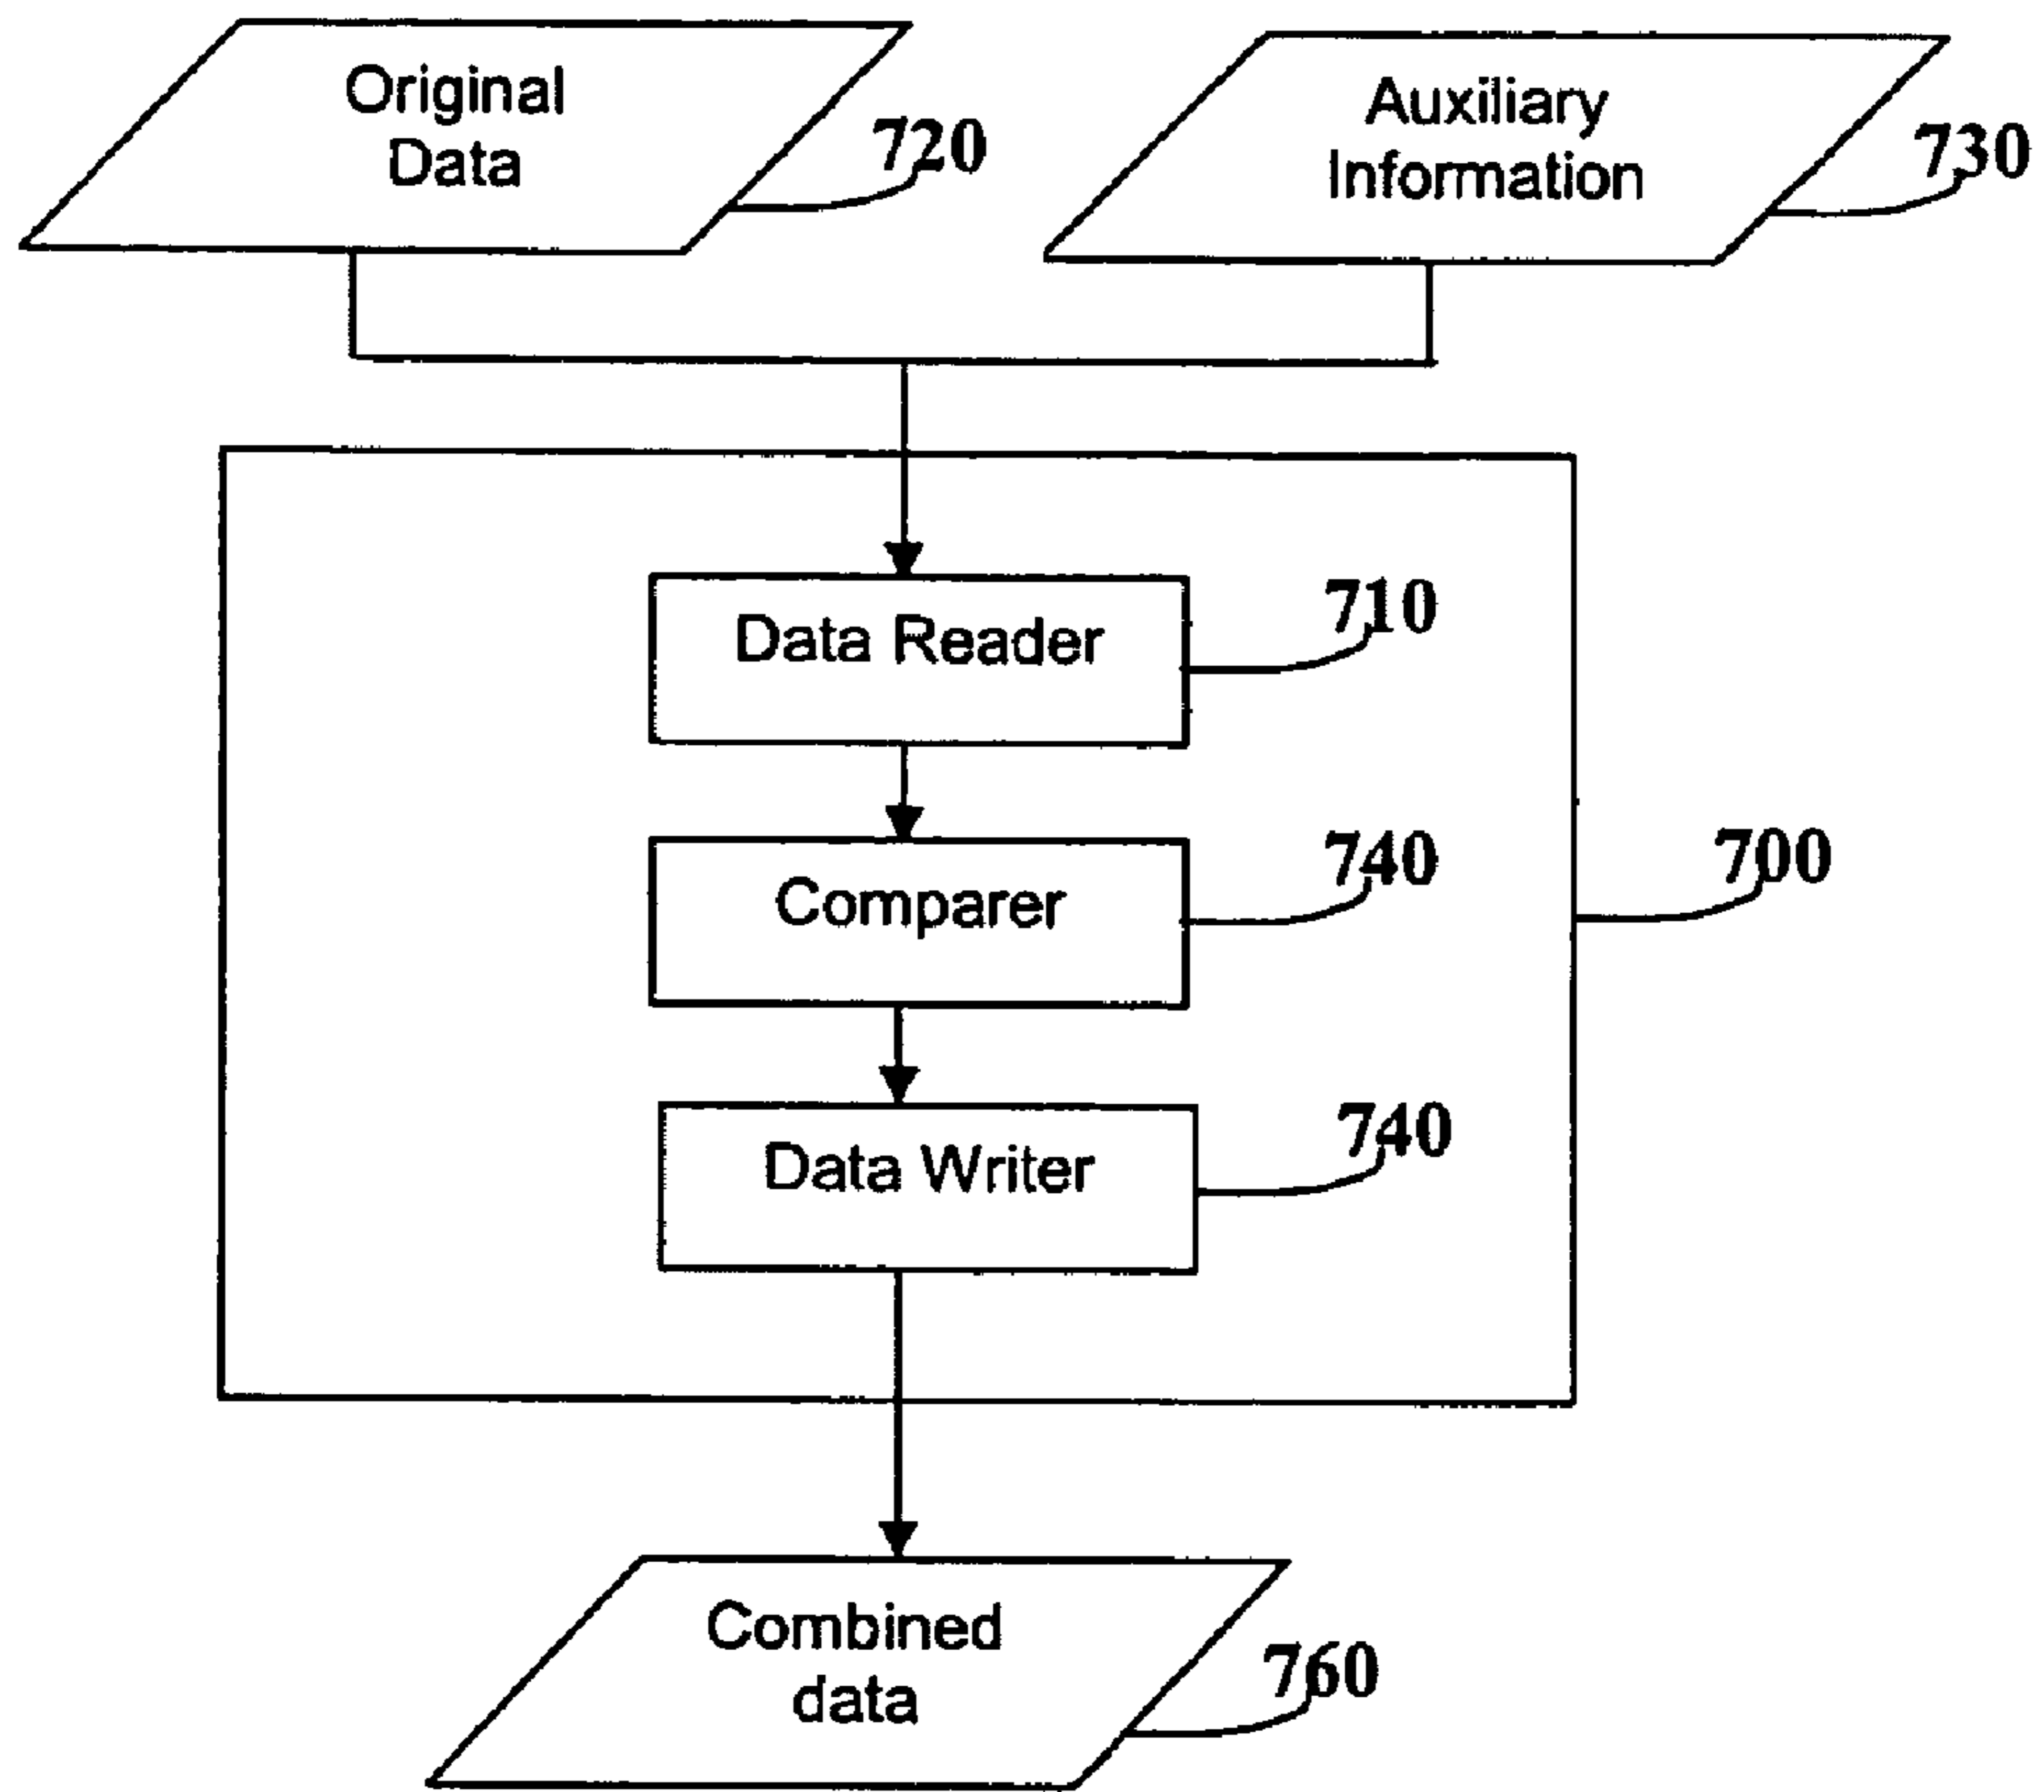 Original
Data
720
Auxiliary
Information
730
Data Reader
710
Comparer
740
700
Data Writer
740
Combined
data
760